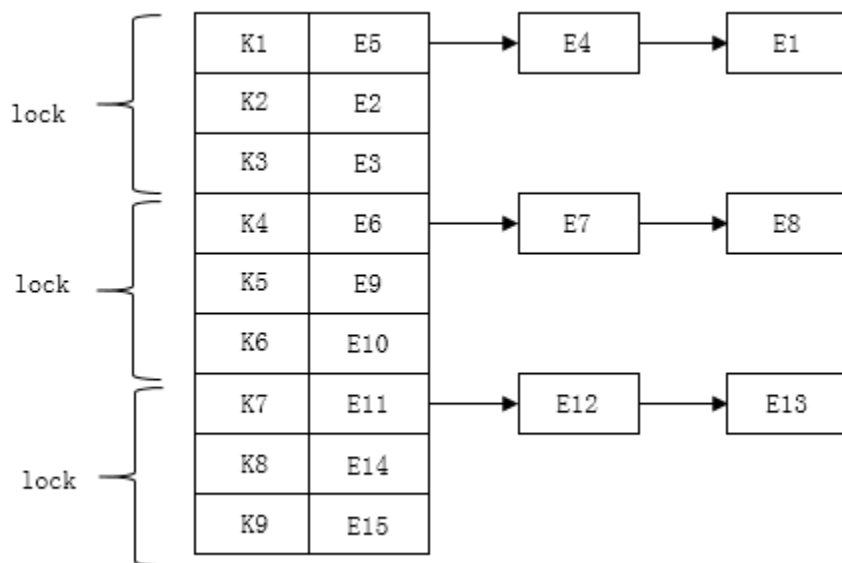 K1 E5 E4 E1
lock K2 E2
K3 E3
K4 E6 E7 E8
lock K5 E9
K6 E10
K7 E11 E12 E13
lock K8 E14
K9 E15